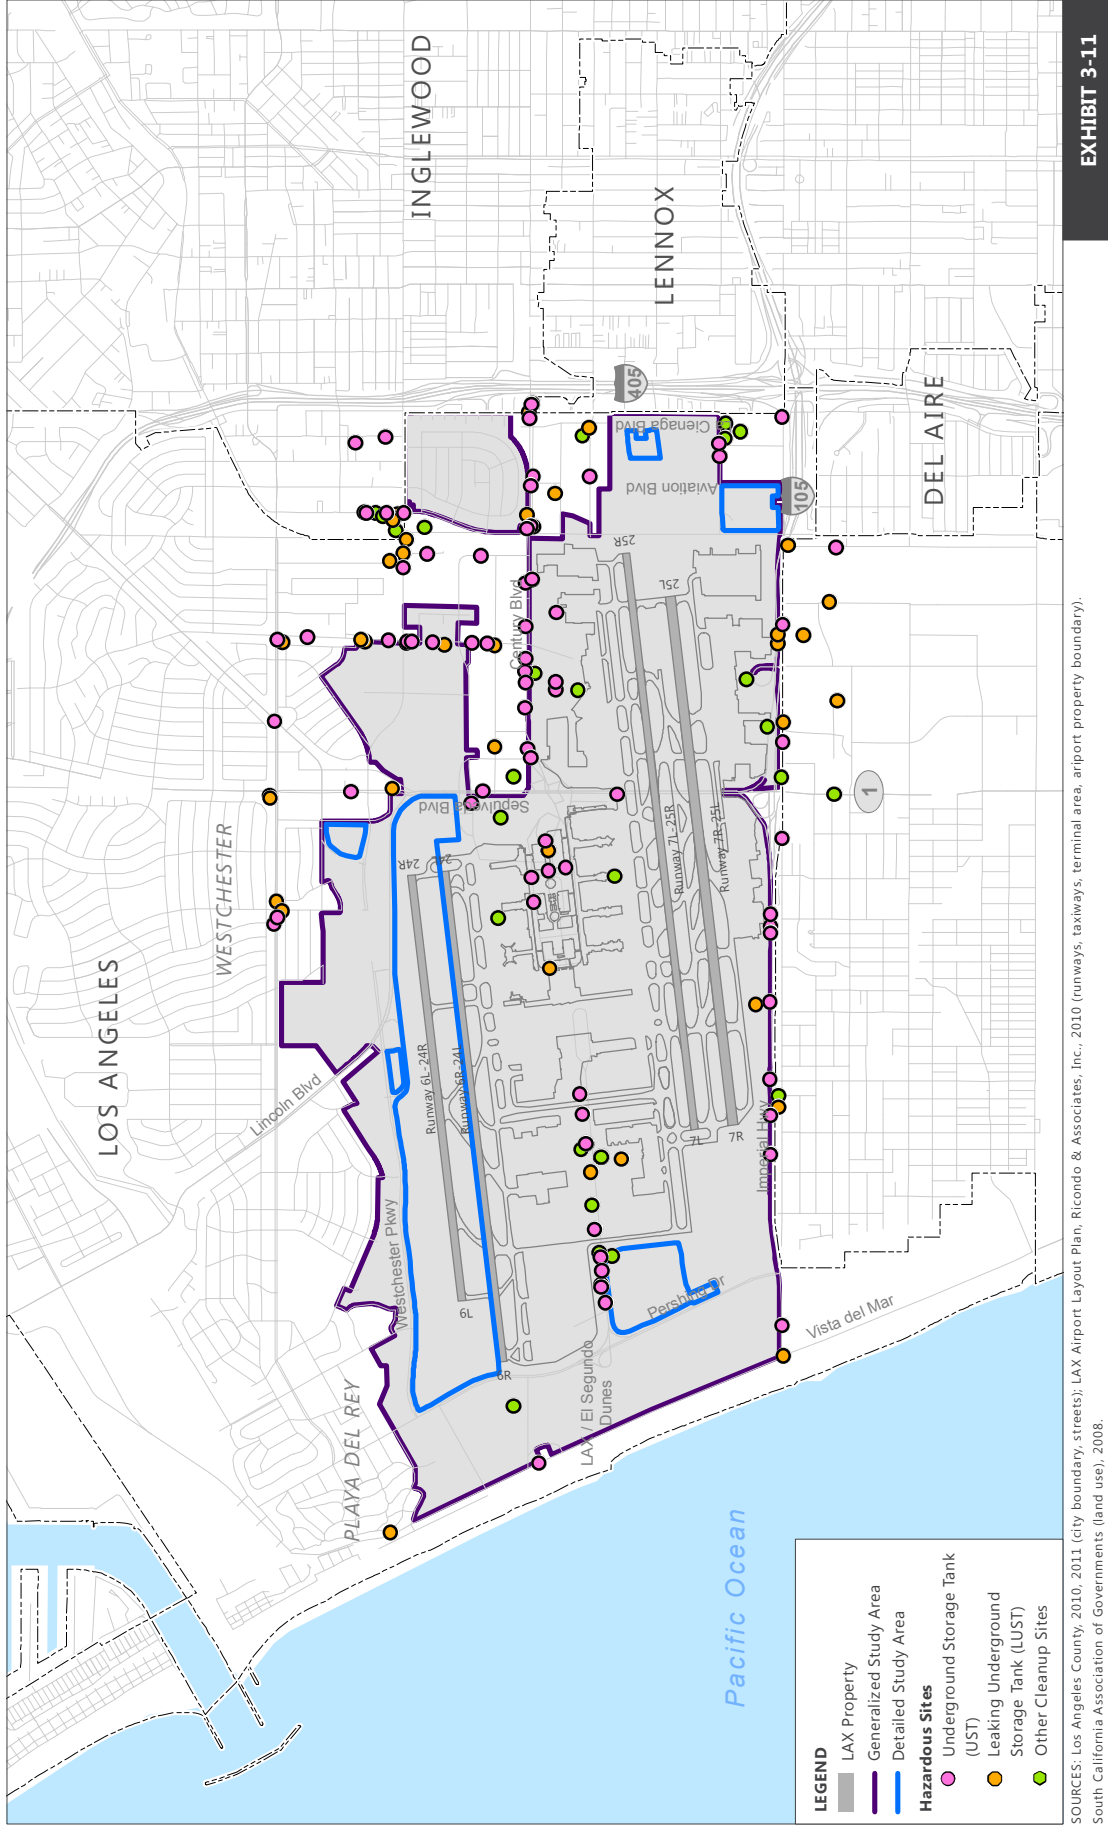 EXHIBIT 3-11
LOS ANGELES
INGLEWOOD
WESTCHESTER
LENNOX
PLAYA DEL REY
DEL AIRE
Pacific Ocean
405
105
1
Lincoln Blvd
Westchester Pkwy
Sepulveda Blvd
Century Blvd
Cienaga Blvd
Aviation Blvd
Imperial Hwy
Pershing Dr
Vista del Mar
LAX / El Segundo
Dunes
24R
Runway 6L-24R
Runway 6R-24L
6L
6R
25R
25L
Runway 7L-25R
Runway 7R-25L
7L
7R
LEGEND
LAX Property
Generalized Study Area
Detailed Study Area
Hazardous Sites
Underground Storage Tank
(UST)
Leaking Underground
Storage Tank (LUST)
Other Cleanup Sites
SOURCES: Los Angeles County, 2010, 2011 (city boundary, streets); LAX Airport Layout Plan, Ricondo & Associates, Inc., 2010 (runways, taxiways, terminal area, ariport property boundary).
South California Association of Governments (land use), 2008.